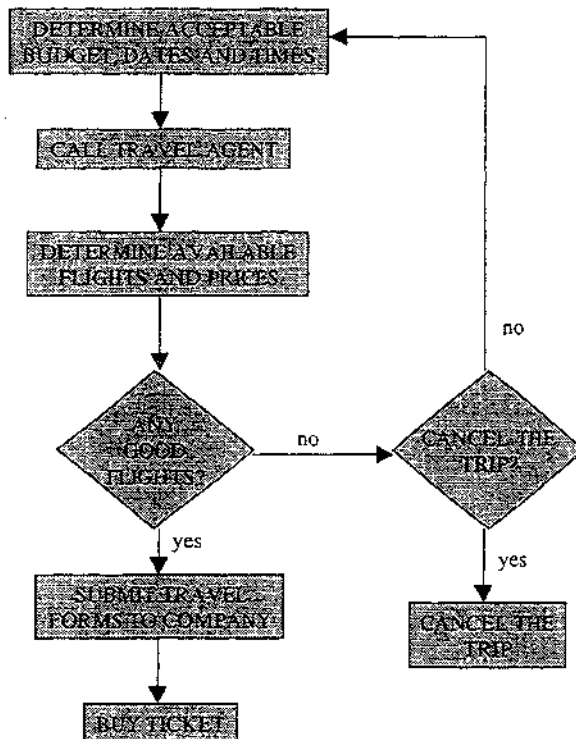 DETERMINE ACCEPTABLE
BUDGET, DATES AND TIMES
CALL TRAVEL AGENT
DETERMINE AVAILABLE
FLIGHTS AND PRICES
no
ANY
GOOD
FLIGHTS?
no
CANCEL THE
TRIP?
yes
SUBMIT TRAVEL
FORMS TO COMPANY
yes
CANCEL THE
TRIP
BUY TICKET